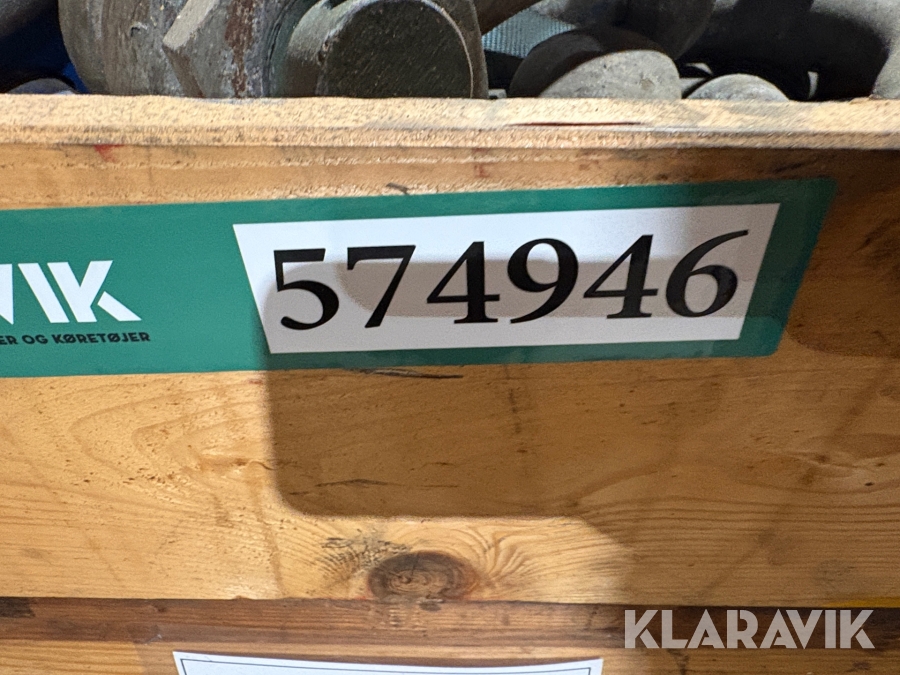 VIK
574946
ER OG KØRETØJER
KLARAVIK